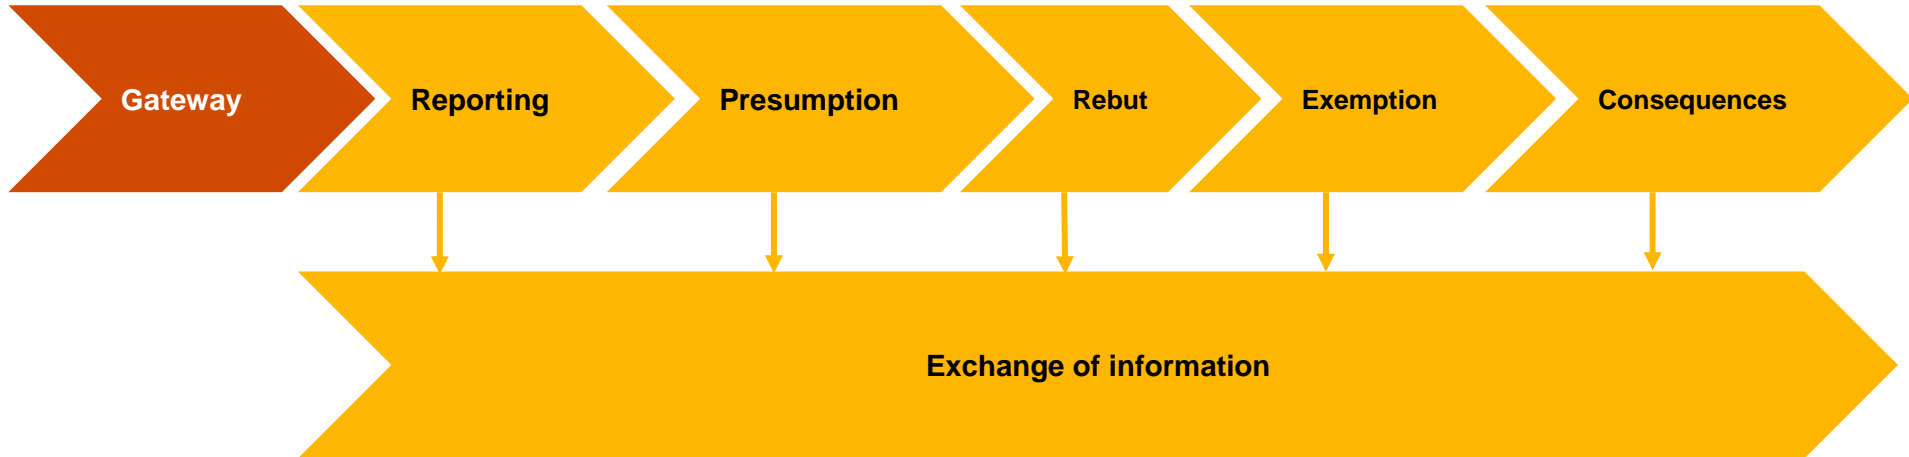 Gateway
Reporting
Presumption
Rebut
Exemption
Consequences
Exchange of information